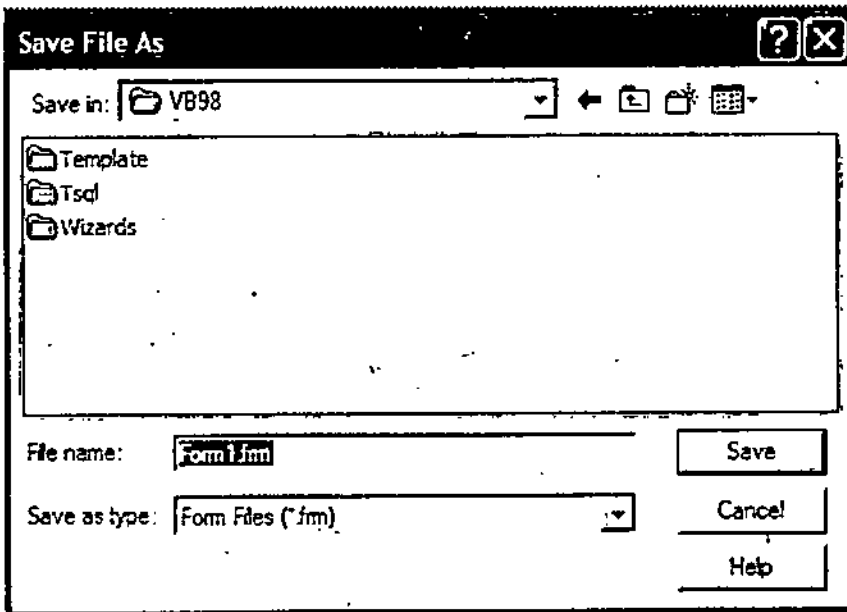 Save File As
Save in: VB98
Template
Tsql
Wizards
File name: Form1.frm
Save
Save as type: Form Files (*.frm)
Cancel
Help